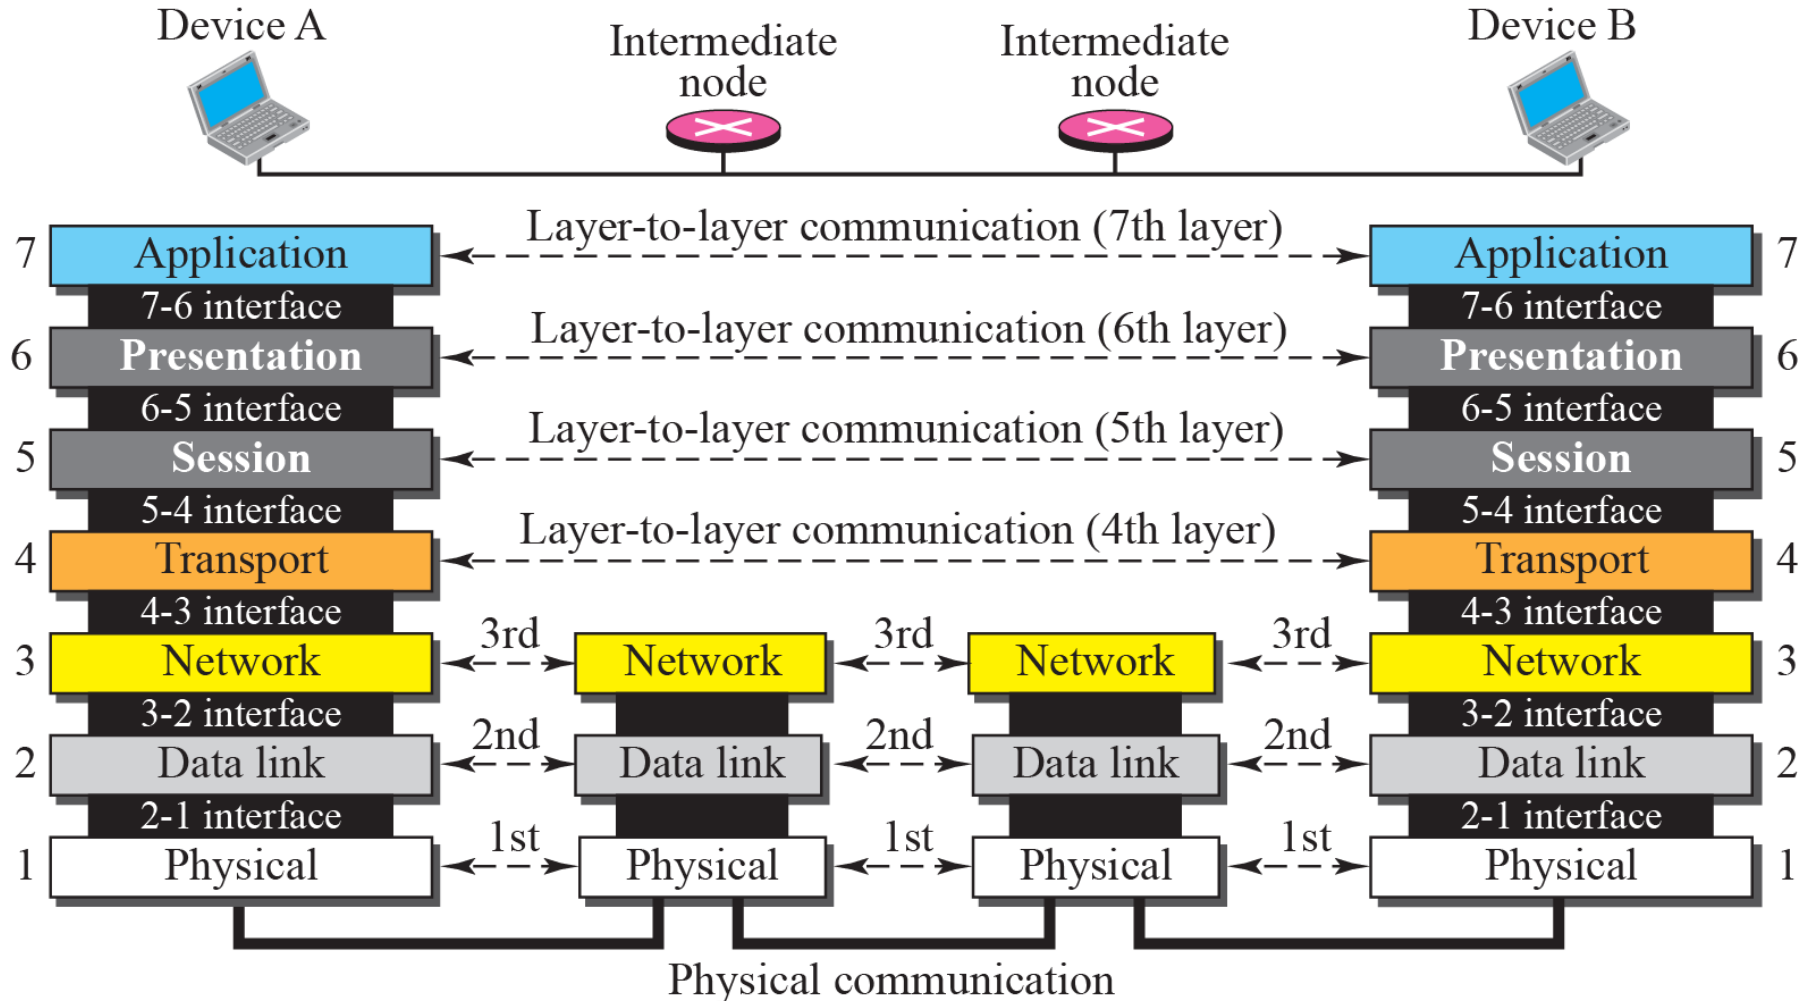 Device A
Intermediate
node
Intermediate
node
Device B
Layer-to-layer communication (7th layer)
7 Application Application 7
7-6 interface 7-6 interface
Layer-to-layer communication (6th layer)
6 Presentation Presentation 6
6-5 interface 6-5 interface
Layer-to-layer communication (5th layer)
5 Session Session 5
5-4 interface 5-4 interface
Layer-to-layer communication (4th layer)
4 Transport Transport 4
4-3 interface 4-3 interface
3rd 3rd 3rd
3 Network Network Network Network 3
3-2 interface 3-2 interface
2nd 2nd 2nd
2 Data link Data link Data link Data link 2
2-1 interface 2-1 interface
1st 1st 1st
1 Physical Physical Physical Physical 1
Physical communication